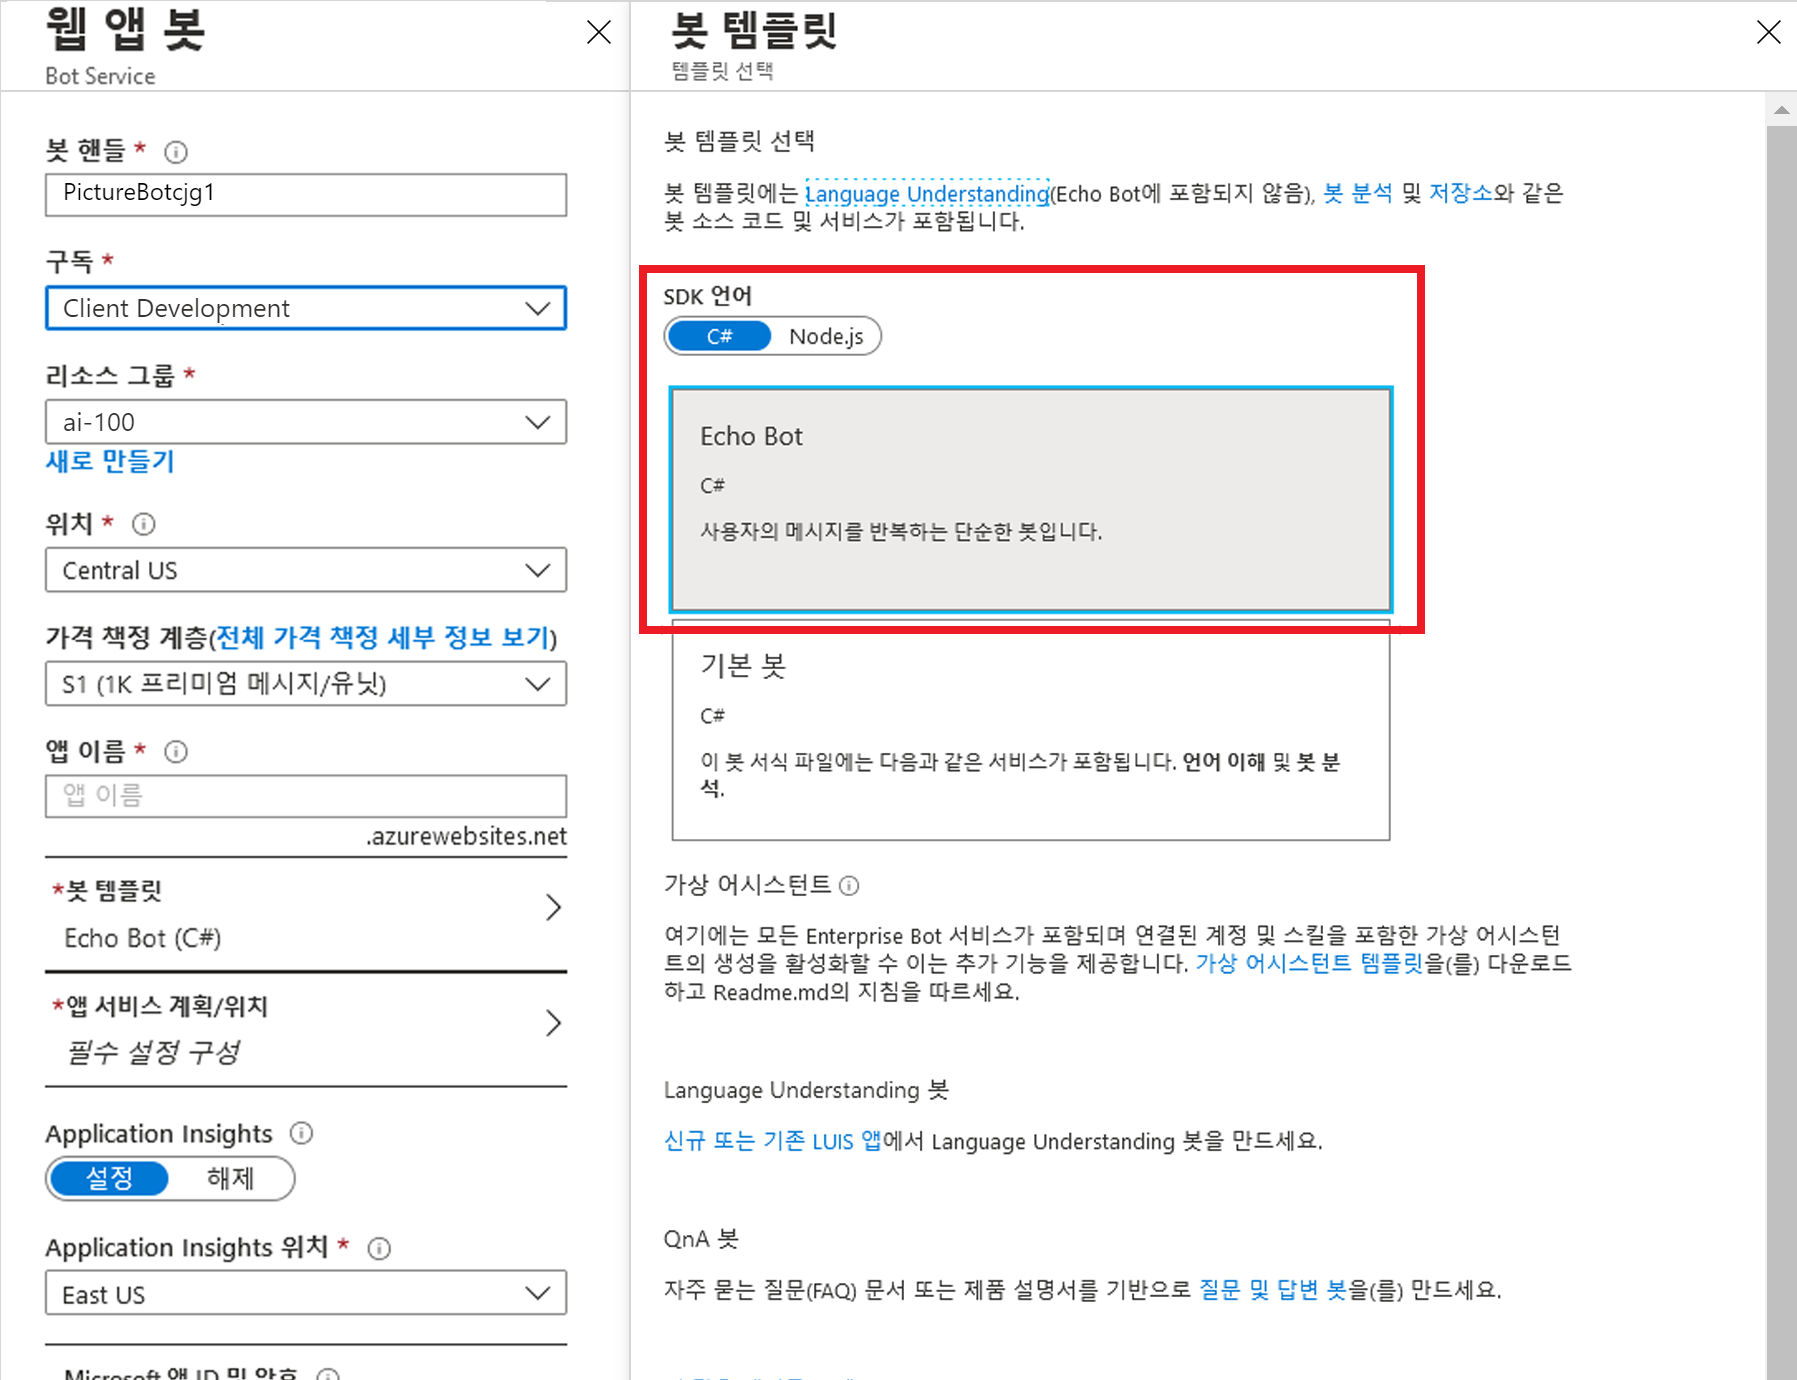 웹 앱 봇
Bot Service
봇 핸들 *
PictureBotcjg1
구독 *
Client Development
리소스 그룹 *
ai-100
새로 만들기
위치 *
Central US
가격 책정 계층(전체 가격 책정 세부 정보 보기)
S1 (1K 프리미엄 메시지/유닛)
앱 이름 *
앱 이름
.azurewebsites.net
*봇 템플릿
Echo Bot (C#)
*앱 서비스 계획/위치
필수 설정 구성
Application Insights
설정 해제
Application Insights 위치 *
East US
Microsoft 앱 ID 및 암호
봇 템플릿
템플릿 선택
봇 템플릿 선택
봇 템플릿에는 Language Understanding(Echo Bot에 포함되지 않음), 봇 분석 및 저장소와 같은
봇 소스 코드 및 서비스가 포함됩니다.
SDK 언어
C# Node.js
Echo Bot
C#
사용자의 메시지를 반복하는 단순한 봇입니다.
기본 봇
C#
이 봇 서식 파일에는 다음과 같은 서비스가 포함됩니다. 언어 이해 및 봇 분
석.
가상 어시스턴트
여기에는 모든 Enterprise Bot 서비스가 포함되며 연결된 계정 및 스킬을 포함한 가상 어시스턴
트의 생성을 활성화할 수 이는 추가 기능을 제공합니다. 가상 어시스턴트 템플릿을(를) 다운로드
하고 Readme.md의 지침을 따르세요.
Language Understanding 봇
신규 또는 기존 LUIS 앱에서 Language Understanding 봇을 만드세요.
QnA 봇
자주 묻는 질문(FAQ) 문서 또는 제품 설명서를 기반으로 질문 및 답변 봇을(를) 만드세요.